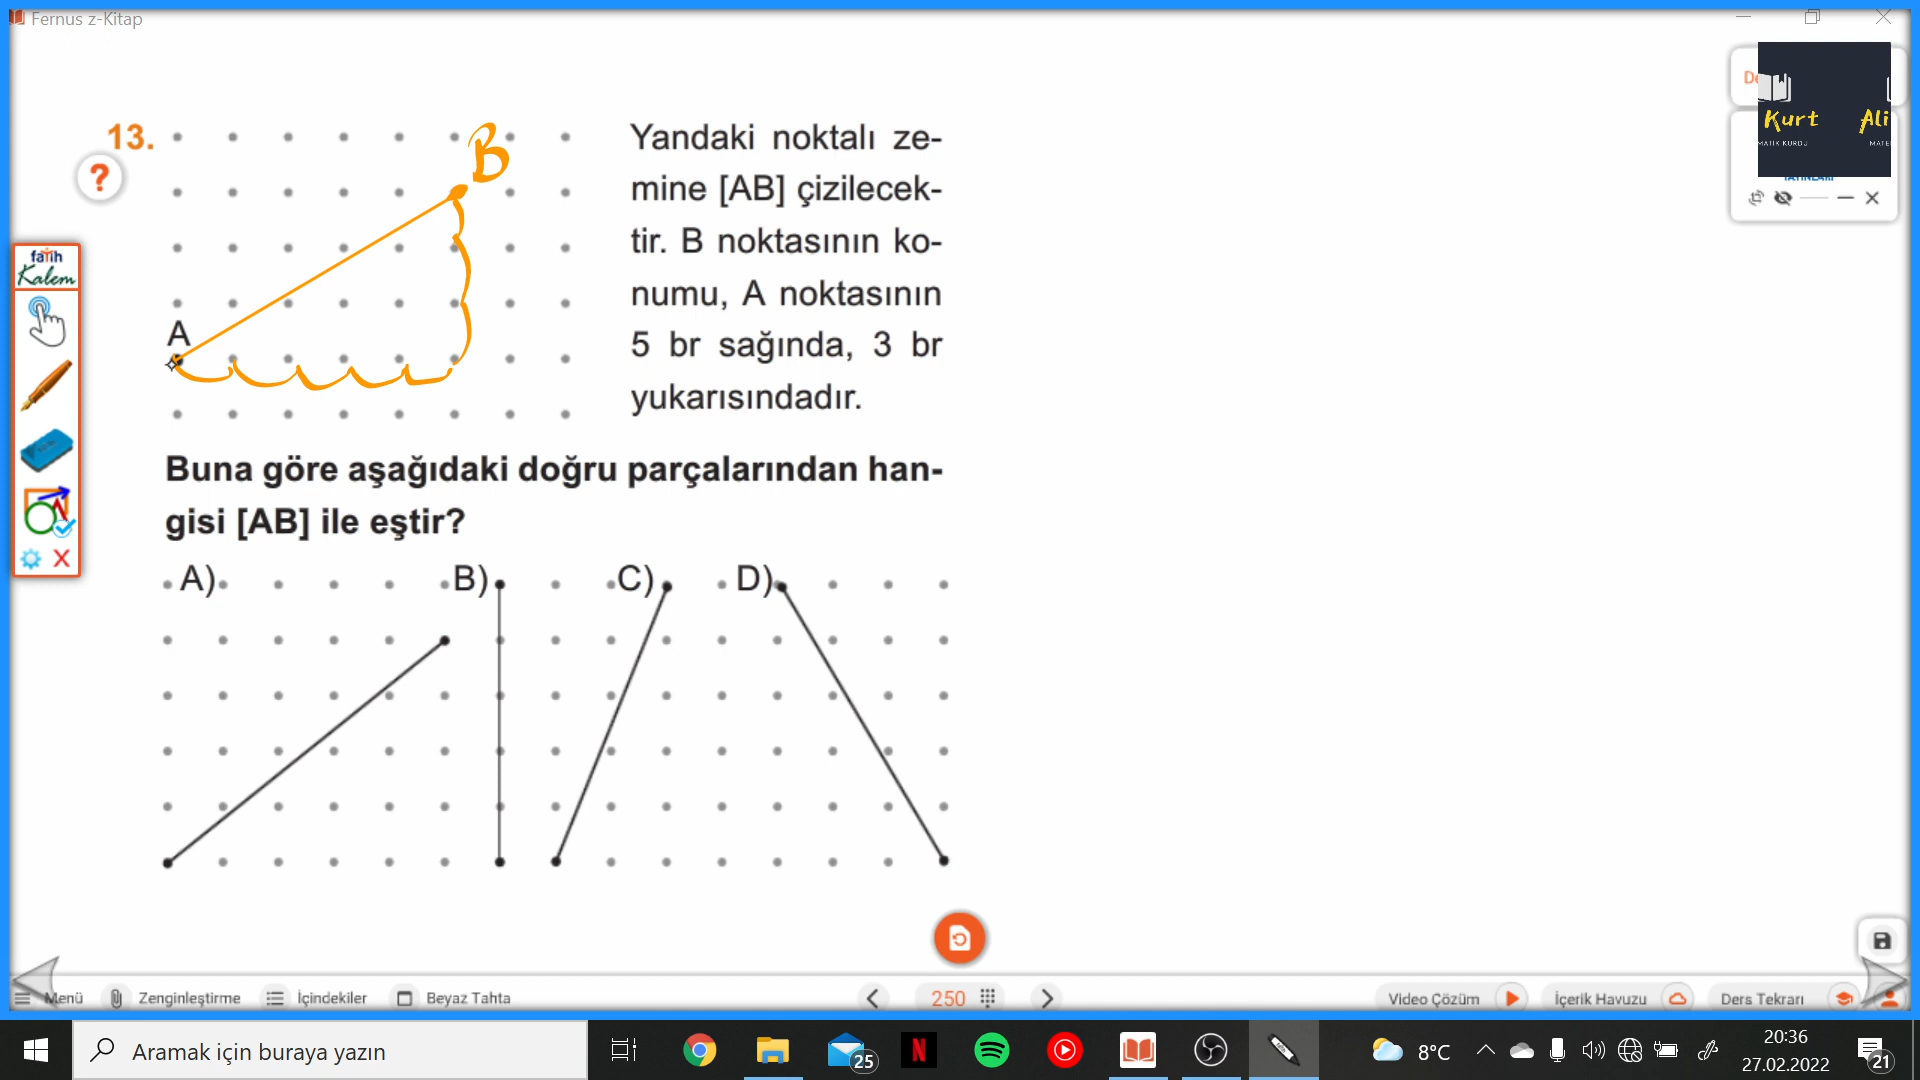 Fernus z-Kitap
13.
B
A
?
Yandaki noktalı ze-
mine [AB] çizilecek-
tir. B noktasının ko-
numu, A noktasının
5 br sağında, 3 br
yukarısındadır.
Buna göre aşağıdaki doğru parçalarından han-
gisi [AB] ile eştir?
A) B) C) D)
fatih
Kalem
Kurt Ali
MATİK KURDU
Menü Zenginleştirme İçindekiler Beyaz Tahta 250 Video Çözüm İçerik Havuzu Ders Tekrarı
Aramak için buraya yazın 25 8°C 20:36
27.02.2022 21